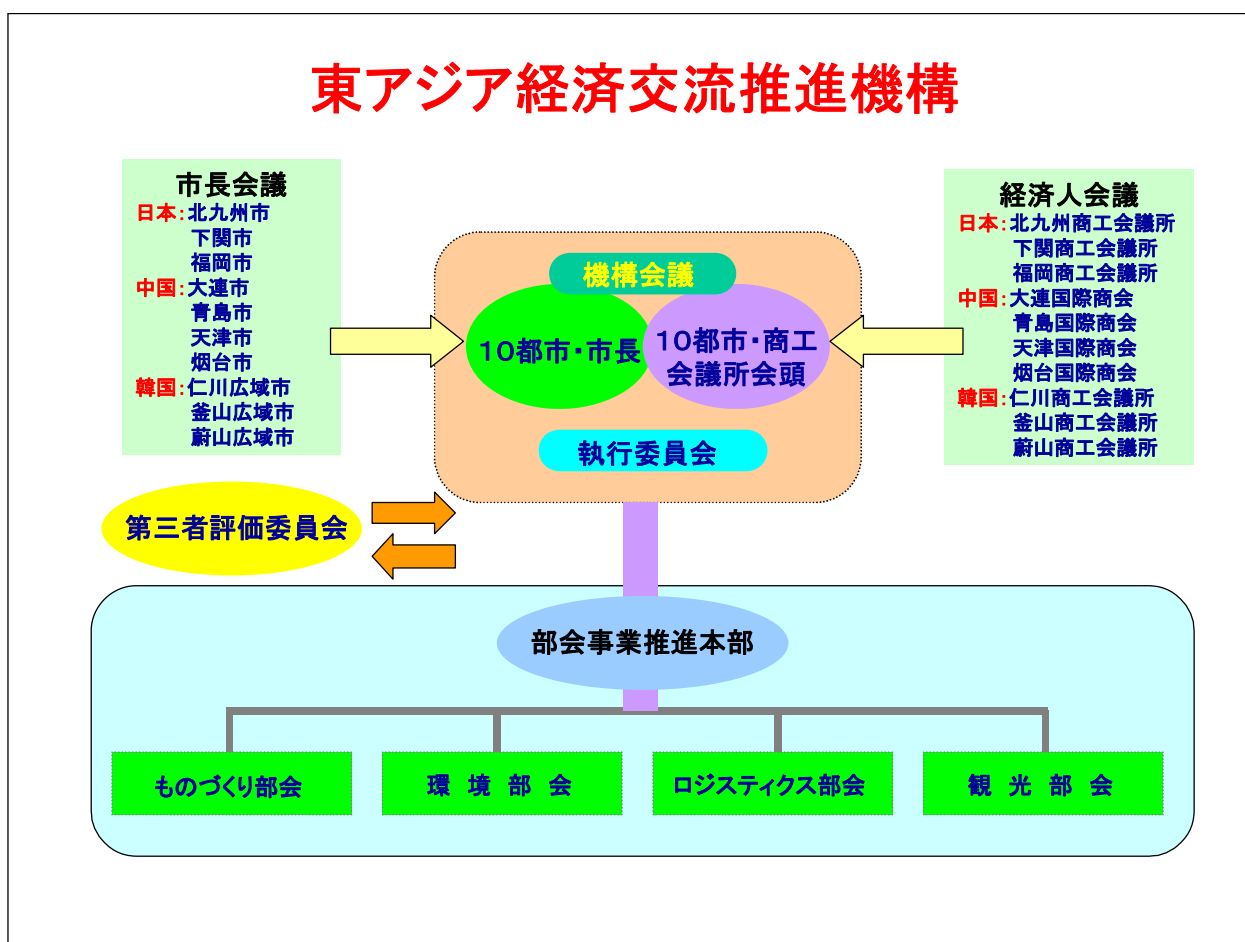 東アジア経済交流推進機構
市長会議
日本：北九州市
下関市
福岡市
中国：大連市
青島市
天津市
烟台市
韓国：仁川広域市
釜山広域市
蔚山広域市
機構会議
10都市・市長
10都市・商工
会議所会頭
執行委員会
経済人会議
日本：北九州商工会議所
下関商工会議所
福岡商工会議所
中国：大連国際商会
青島国際商会
天津国際商会
烟台国際商会
韓国：仁川商工会議所
釜山商工会議所
蔚山商工会議所
第三者評価委員会
部会事業推進本部
ものづくり部会
環　境　部　会
ロジスティクス部会
観　光　部　会